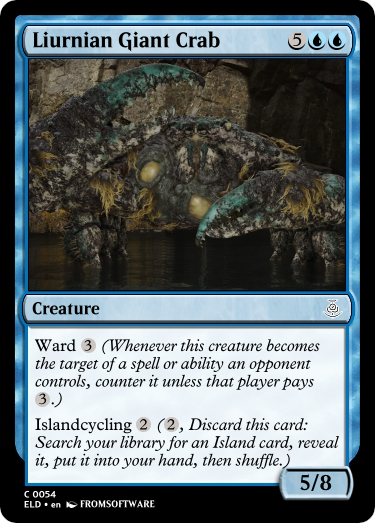 Liurnian Giant Crab 5
Creature
Ward 3 (Whenever this creature becomes
the target of a spell or ability an opponent
controls, counter it unless that player pays
3.)
Islandcycling 2 (2, Discard this card:
Search your library for an Island card, reveal
it, put it into your hand, then shuffle.)
5/8
C 0054
ELD • en FROMSOFTWARE